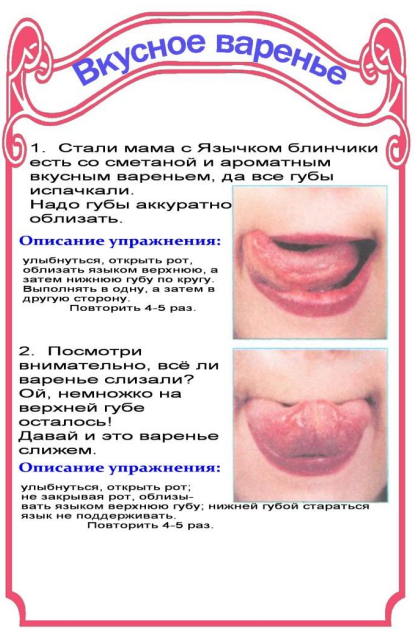 Вкусное варенье
1. Стали мама с Язычком блинчики
есть со сметаной и ароматным
вкусным вареньем, да все губы
испачкали.
Надо губы аккуратно
облизать.
Описание упражнения:
улыбнуться, открыть рот,
облизать языком верхнюю, а
затем нижнюю губу по кругу.
Выполнять в одну, а затем в
другую сторону.
Повторить 4-5 раз.
2. Посмотри
внимательно, всё ли
варенье слизали?
Ой, немножко на
верхней губе
осталось!
Давай и это варенье
слижем.
Описание упражнения:
улыбнуться, открыть рот;
не закрывая рот, облизы-
вать языком верхнюю губу; нижней губой стараться
язык не поддерживать.
Повторить 4-5 раз.